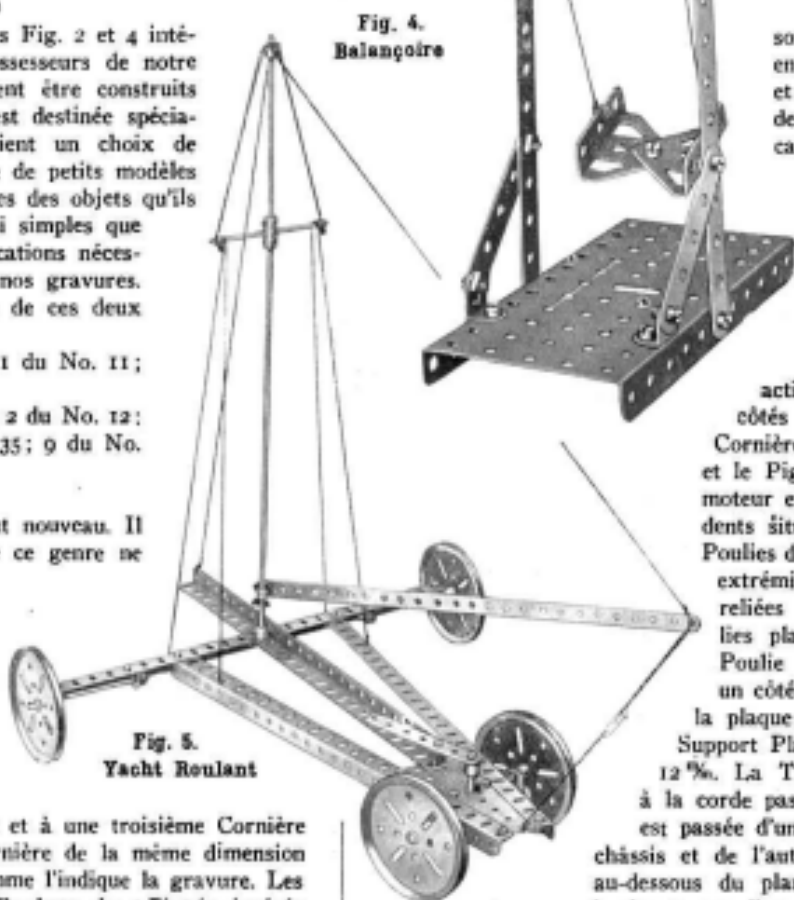 s Fig. 2 et 4 inté-
ssesseurs de notre
ent être construits
est destinée spécia-
ient un choix de
de petits modèles
es des objets qu'ils
i simples que
cations néces-
nos gravures.
de ces deux
1 du No. 11;
2 du No. 12:
35; 9 du No.
t nouveau. Il
ce genre ne
Fig. 4.
Balançoire
so
en
et
de
ca
acti
côtés
Cornière
et le Pig
moteur e
dents situ
Poulies d
extrémi
reliées
lies pla
Poulie
un côté
la plaque
Support Pla
12 ‰. La T
à la corde pas
est passée d'un
châssis et de l'aut
au-dessous du plan
Fig. 5.
Yacht Roulant
et à une troisième Cornière
nière de la même dimension
me l'indique la gravure. Les